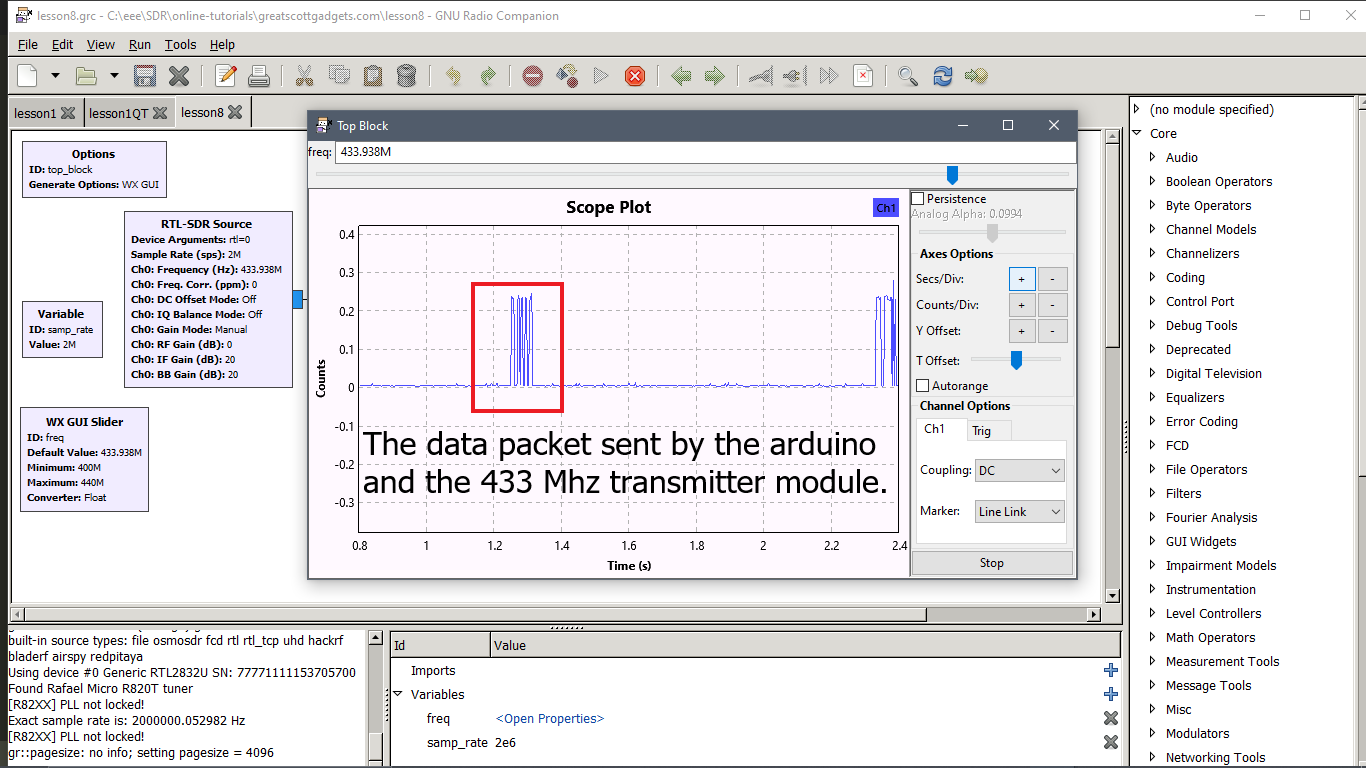 lesson8.grc - C:\eee\SDR\online-tutorials\greatscottgadgets.com\lesson8 - GNU Radio Companion
File Edit View Run Tools Help
lesson1 lesson1QT lesson8
Options
ID: top_block
Generate Options: WX GUI
RTL-SDR Source
Device Arguments: rtl=0
Sample Rate (sps): 2M
Ch0: Frequency (Hz): 433.938M
Ch0: Freq. Corr. (ppm): 0
Ch0: DC Offset Mode: Off
Ch0: IQ Balance Mode: Off
Ch0: Gain Mode: Manual
Ch0: RF Gain (dB): 0
Ch0: IF Gain (dB): 20
Ch0: BB Gain (dB): 20
Variable
ID: samp_rate
Value: 2M
WX GUI Slider
ID: freq
Default Value: 433.938M
Minimum: 400M
Maximum: 440M
Converter: Float
Top Block
freq: 433.938M
Scope Plot
Ch1
0.4
0.3
0.2
0.1
0
-0.1
-0.2
-0.3
Counts
0.8 1 1.2 1.4 1.6 1.8 2 2.2 2.4
Time (s)
The data packet sent by the arduino
and the 433 Mhz transmitter module.
Persistence
Analog Alpha: 0.0994
Axes Options
Secs/Div: + -
Counts/Div: + -
Y Offset: + -
T Offset:
Autorange
Channel Options
Ch1 Trig
Coupling: DC
Marker: Line Link
Stop
(no module specified)
Core
Audio
Boolean Operators
Byte Operators
Channel Models
Channelizers
Coding
Control Port
Debug Tools
Deprecated
Digital Television
Equalizers
Error Coding
FCD
File Operators
Filters
Fourier Analysis
GUI Widgets
Impairment Models
Instrumentation
Level Controllers
Math Operators
Measurement Tools
Message Tools
Misc
Modulators
Networking Tools
built-in source types: file osmosdr fcd rtl rtl_tcp uhd hackrf
bladerf airspy redpitaya
Using device #0 Generic RTL2832U SN: 77771111153705700
Found Rafael Micro R820T tuner
[R82XX] PLL not locked!
Exact sample rate is: 2000000.052982 Hz
[R82XX] PLL not locked!
gr::pagesize: no info; setting pagesize = 4096
Id Value
Imports
Variables
freq <Open Properties>
samp_rate 2e6